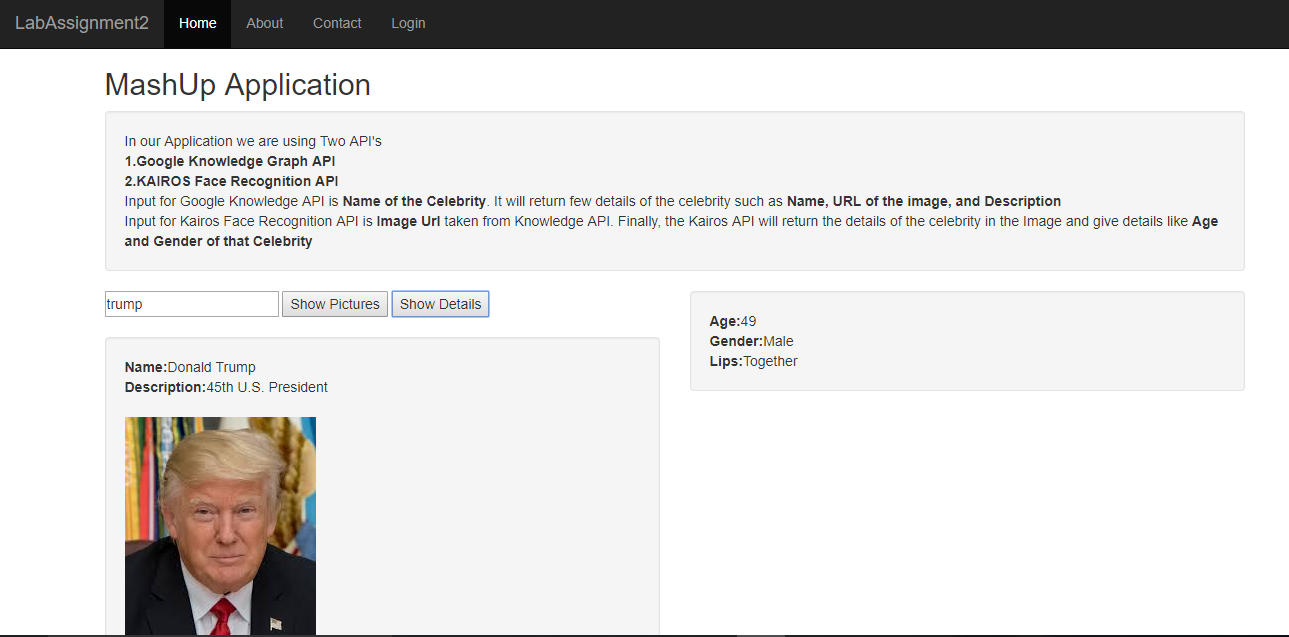 LabAssignment2 Home About Contact Login
MashUp Application
In our Application we are using Two API's
1.Google Knowledge Graph API
2.KAIROS Face Recognition API
Input for Google Knowledge API is Name of the Celebrity. It will return few details of the celebrity such as Name, URL of the image, and Description
Input for Kairos Face Recognition API is Image Url taken from Knowledge API. Finally, the Kairos API will return the details of the celebrity in the Image and give details like Age
and Gender of that Celebrity
trump Show Pictures Show Details
Name:Donald Trump
Description:45th U.S. President
Age:49
Gender:Male
Lips:Together